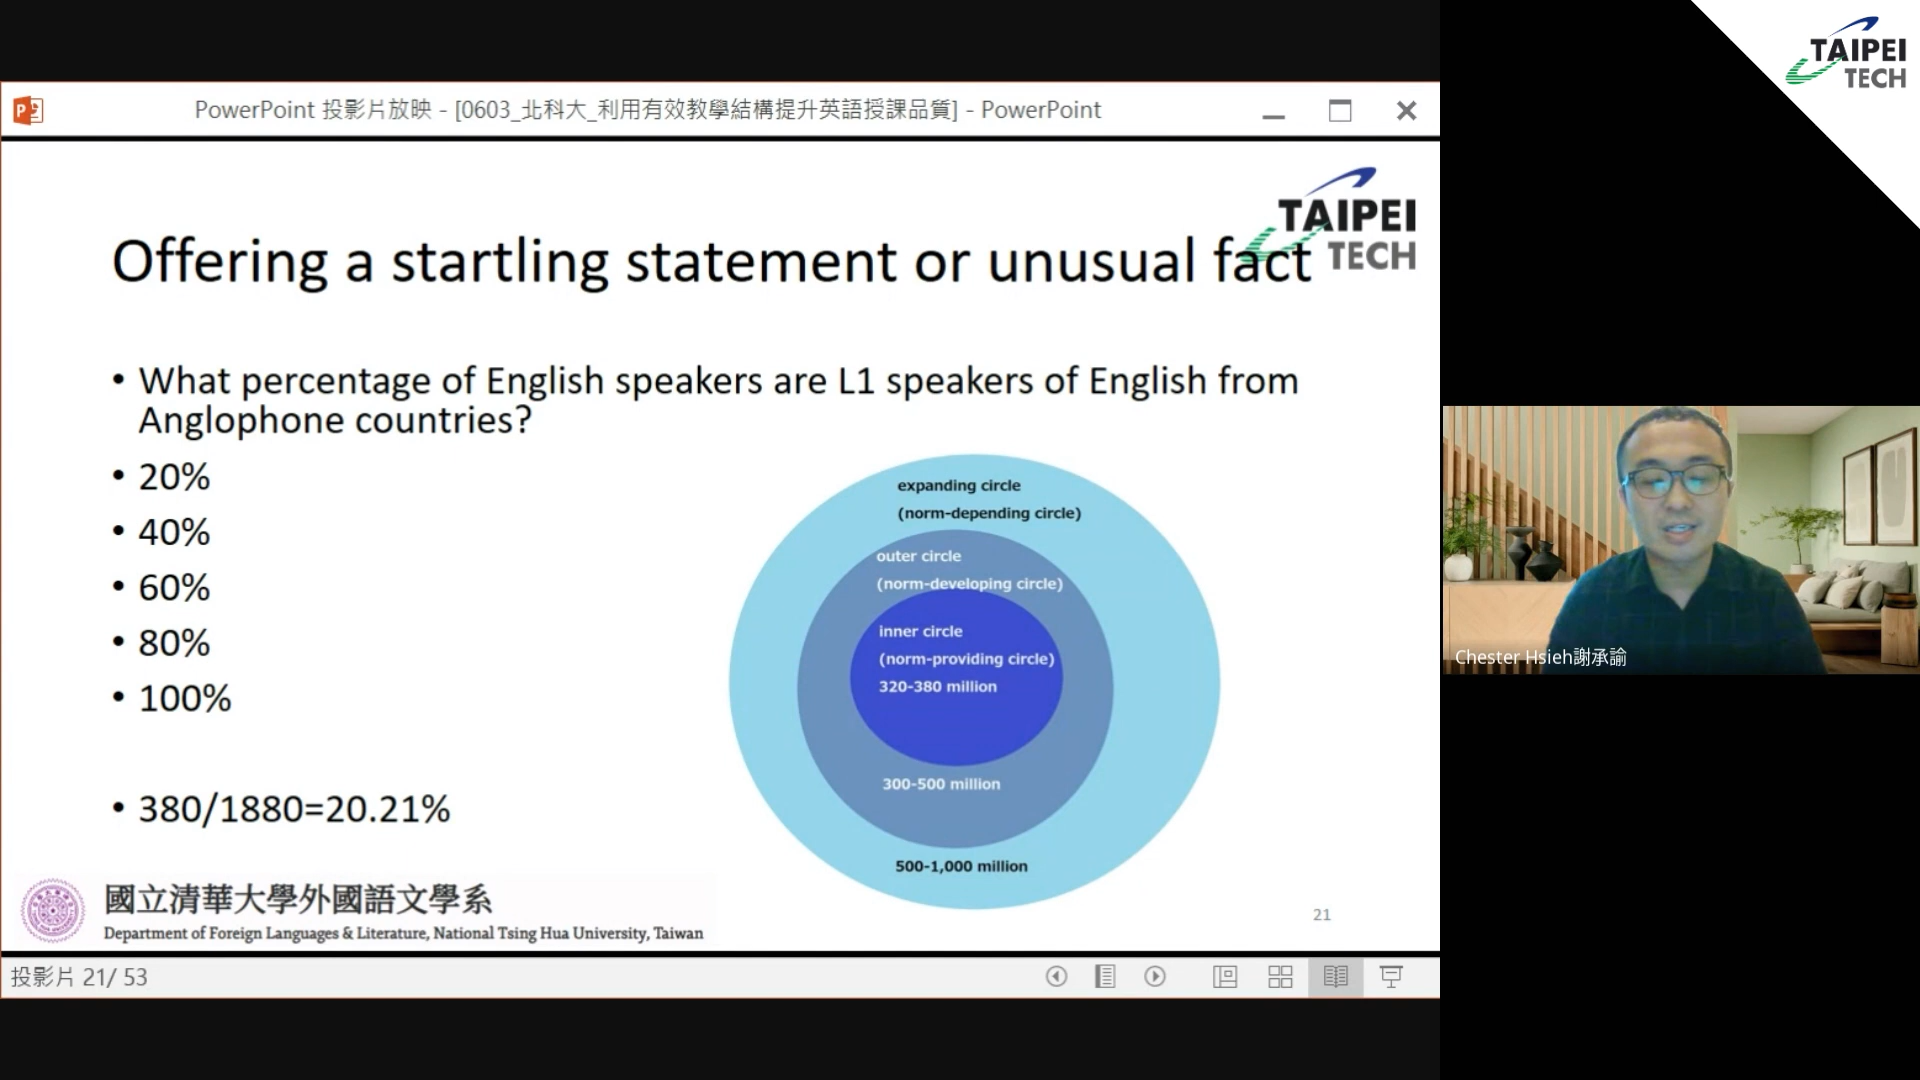 PowerPoint 投影片放映 - [0603_北科大_利用有效教學結構提升英語授課品質] - PowerPoint
TAIPEI
TECH
TAIPEI
TECH
Offering a startling statement or unusual fact
• What percentage of English speakers are L1 speakers of English from
Anglophone countries?
• 20%
• 40%
• 60%
• 80%
• 100%
• 380/1880=20.21%
expanding circle
(norm-depending circle)
outer circle
(norm-developing circle)
inner circle
(norm-providing circle)
320-380 million
300-500 million
500-1,000 million
國立清華大學外國語文學系
Department of Foreign Languages & Literature, National Tsing Hua University, Taiwan
21
投影片 21/ 53
Chester Hsieh謝承諭